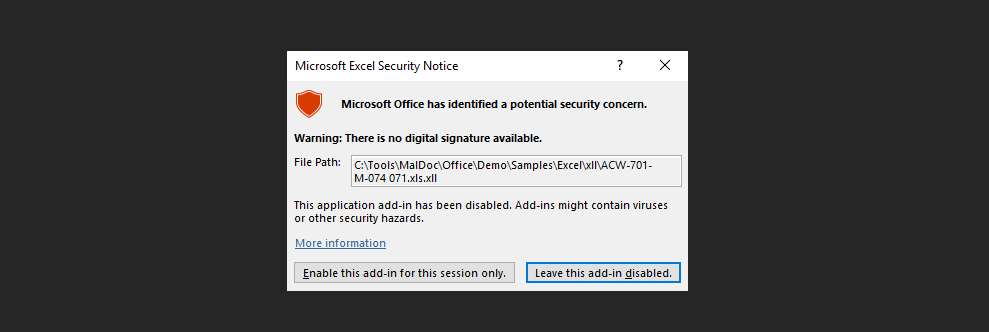 Microsoft Excel Security Notice ?
Microsoft Office has identified a potential security concern.
Warning: There is no digital signature available.
File Path: C:\Tools\MalDoc\Office\Demo\Samples\Excel\xll\ACW-701-
M-074 071.xls.xll
This application add-in has been disabled. Add-ins might contain viruses
or other security hazards.
More information
Enable this add-in for this session only. Leave this add-in disabled.